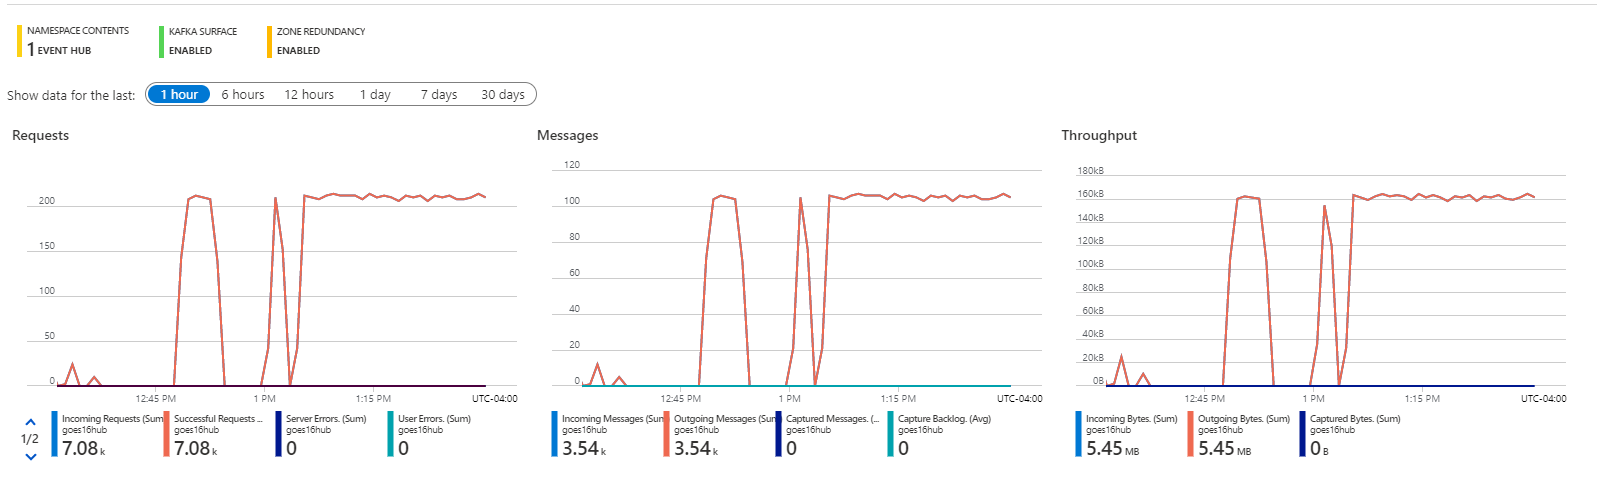 NAMESPACE CONTENTS
1 EVENT HUB
KAFKA SURFACE
ENABLED
ZONE REDUNDANCY
ENABLED
Show data for the last: 1 hour 6 hours 12 hours 1 day 7 days 30 days
Requests
200
150
100
50
0
12:45 PM 1 PM 1:15 PM UTC-04:00
1/2
Incoming Requests (Sum)
goes16hub
7.08 k
Successful Requests ...
goes16hub
7.08 k
Server Errors. (Sum)
goes16hub
0
User Errors. (Sum)
goes16hub
0
Messages
120
100
80
60
40
20
0
12:45 PM 1 PM 1:15 PM UTC-04:00
Incoming Messages (Sum)
goes16hub
3.54 k
Outgoing Messages (Sum)
goes16hub
3.54 k
Captured Messages. (...
goes16hub
0
Capture Backlog. (Avg)
goes16hub
0
Throughput
180kB
160kB
140kB
120kB
100kB
80kB
60kB
40kB
20kB
0B
12:45 PM 1 PM 1:15 PM UTC-04:00
Incoming Bytes. (Sum)
goes16hub
5.45 MB
Outgoing Bytes. (Sum)
goes16hub
5.45 MB
Captured Bytes. (Sum)
goes16hub
0 B